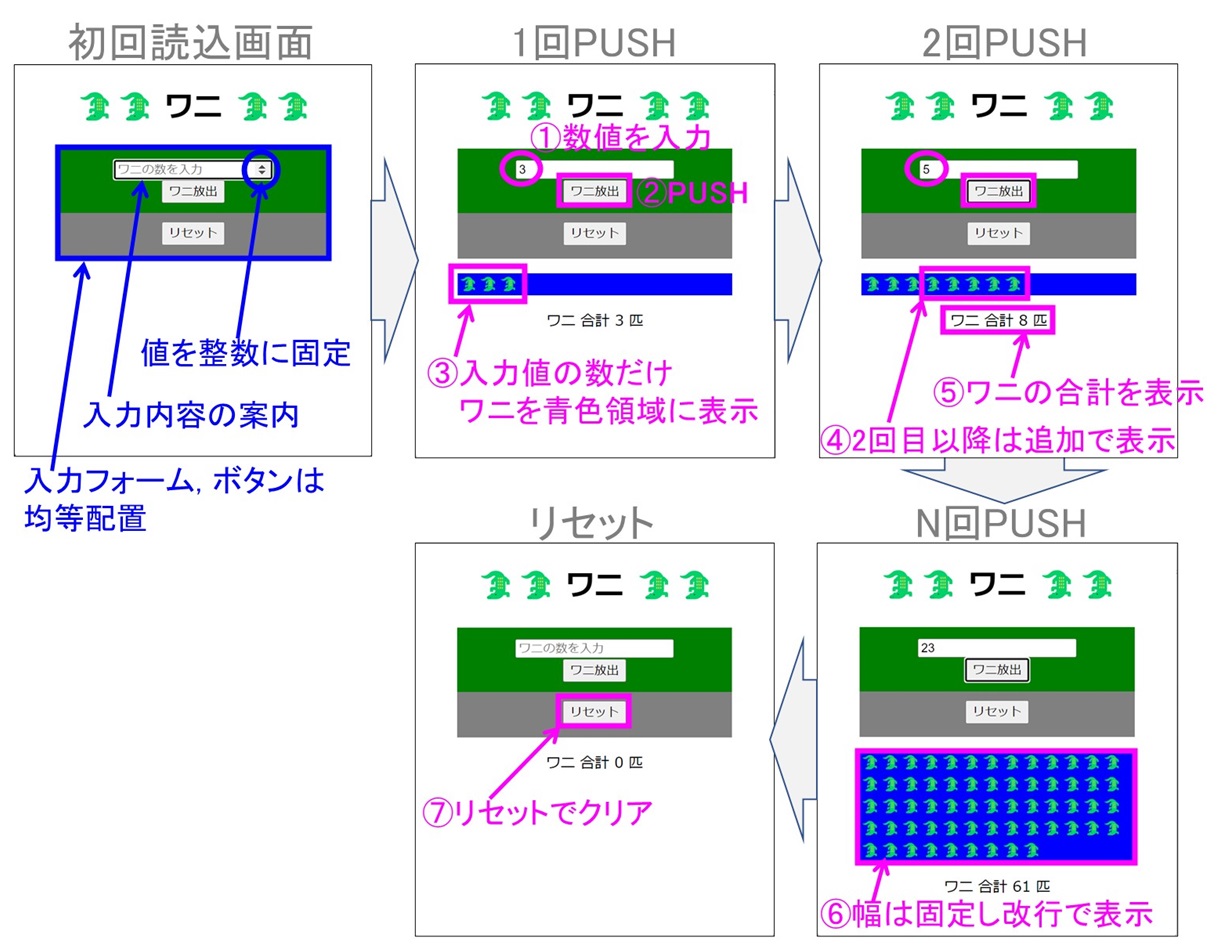 初回読込画面
ワニ
ワニの数を入力
ワニ放出
リセット
値を整数に固定
入力内容の案内
入力フォーム, ボタンは
均等配置
1回PUSH
ワニ
①数値を入力
3
ワニ放出
②PUSH
リセット
ワニ 合計 3 匹
③入力値の数だけ
ワニを青色領域に表示
2回PUSH
ワニ
5
ワニ放出
リセット
ワニ 合計 8 匹
⑤ワニの合計を表示
④2回目以降は追加で表示
N回PUSH
ワニ
23
ワニ放出
リセット
ワニ 合計 61 匹
⑥幅は固定し改行で表示
リセット
ワニ
ワニの数を入力
ワニ放出
リセット
ワニ 合計 0 匹
⑦リセットでクリア